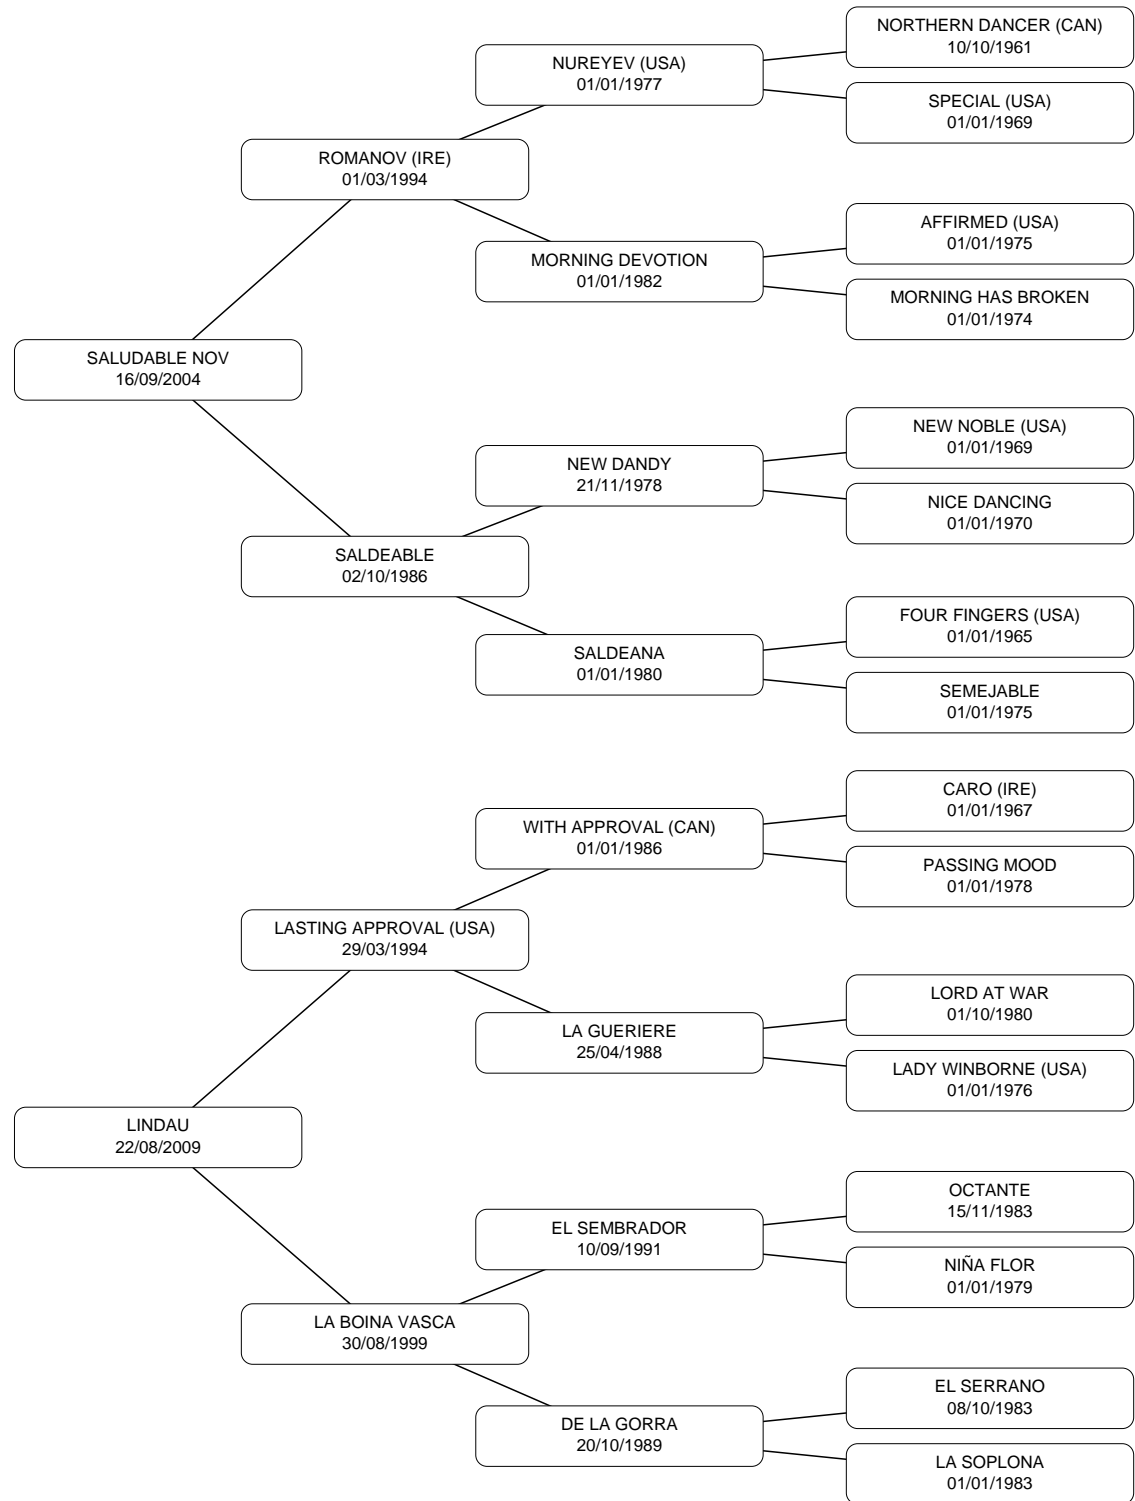 NORTHERN DANCER (CAN)
10/10/1961
NUREYEV (USA)
01/01/1977
SPECIAL (USA)
01/01/1969
ROMANOV (IRE)
01/03/1994
AFFIRMED (USA)
01/01/1975
MORNING DEVOTION
01/01/1982
MORNING HAS BROKEN
01/01/1974
SALUDABLE NOV
16/09/2004
NEW NOBLE (USA)
01/01/1969
NEW DANDY
21/11/1978
NICE DANCING
01/01/1970
SALDEABLE
02/10/1986
FOUR FINGERS (USA)
01/01/1965
SALDEANA
01/01/1980
SEMEJABLE
01/01/1975
CARO (IRE)
01/01/1967
WITH APPROVAL (CAN)
01/01/1986
PASSING MOOD
01/01/1978
LASTING APPROVAL (USA)
29/03/1994
LORD AT WAR
01/10/1980
LA GUERIERE
25/04/1988
LADY WINBORNE (USA)
01/01/1976
LINDAU
22/08/2009
OCTANTE
15/11/1983
EL SEMBRADOR
10/09/1991
NIÑA FLOR
01/01/1979
LA BOINA VASCA
30/08/1999
EL SERRANO
08/10/1983
DE LA GORRA
20/10/1989
LA SOPLONA
01/01/1983